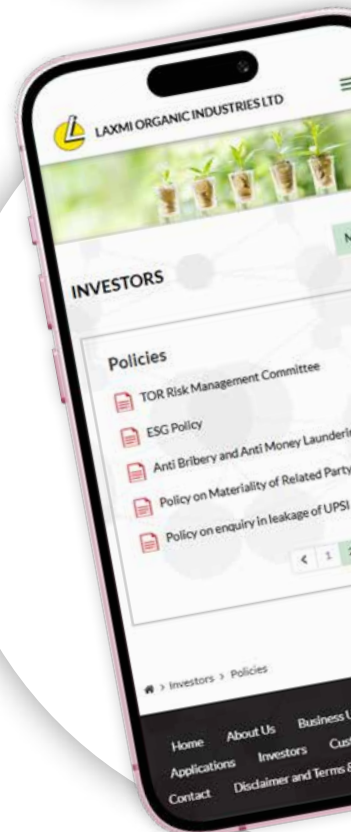 LAXMI ORGANIC INDUSTRIES LTD
INVESTORS
Policies
TOR Risk Management Committee
ESG Policy
Anti Bribery and Anti Money
Policy on Materiality of Related Party
Policy on enquiry in leakage of UPSI
< 1
> Investors > Policies
Home About Us Business
Applications Investors
Contact Disclaimer and Terms &